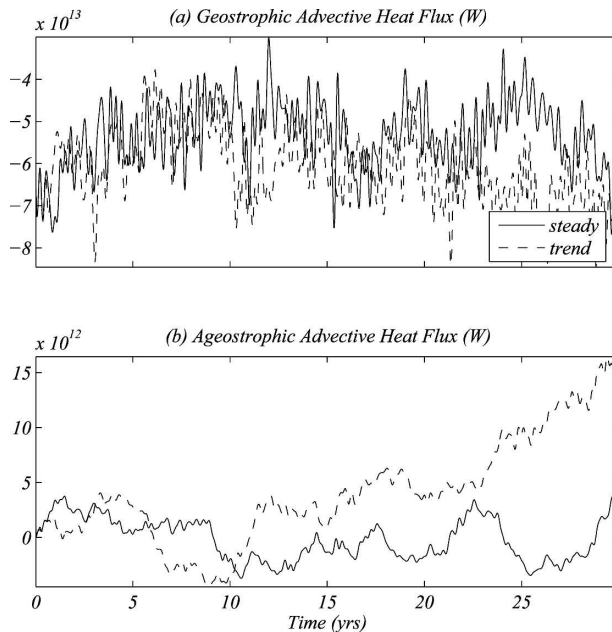 (a) Geostrophic Advective Heat Flux (W)
x 10^13
−4
−5
−6
−7
−8
steady
trend
(b) Ageostrophic Advective Heat Flux (W)
x 10^12
15
10
5
0
0 5 10 15 20 25
Time (yrs)